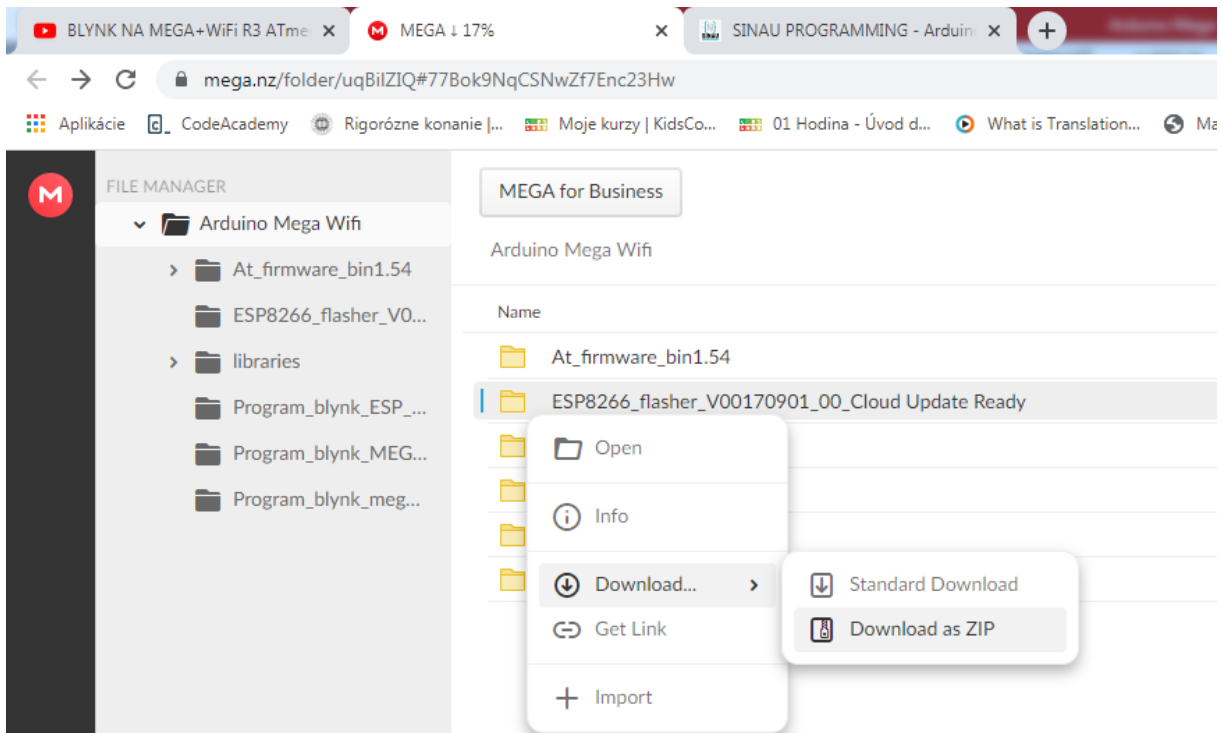 BLYNK NA MEGA+WiFi R3 ATme
MEGA ↓ 17%
SINAU PROGRAMMING - Arduin
mega.nz/folder/uqBilZIQ#77Bok9NqCSNwZf7Enc23Hw
Aplikácie
CodeAcademy
Rigorózne konanie |...
Moje kurzy | KidsCo...
01 Hodina - Úvod d...
What is Translation...
Ma
FILE MANAGER
Arduino Mega Wifi
At_firmware_bin1.54
ESP8266_flasher_V0...
libraries
Program_blynk_ESP_...
Program_blynk_MEG...
Program_blynk_meg...
MEGA for Business
Arduino Mega Wifi
Name
At_firmware_bin1.54
ESP8266_flasher_V00170901_00_Cloud Update Ready
Open
Info
Download...
Get Link
Import
Standard Download
Download as ZIP